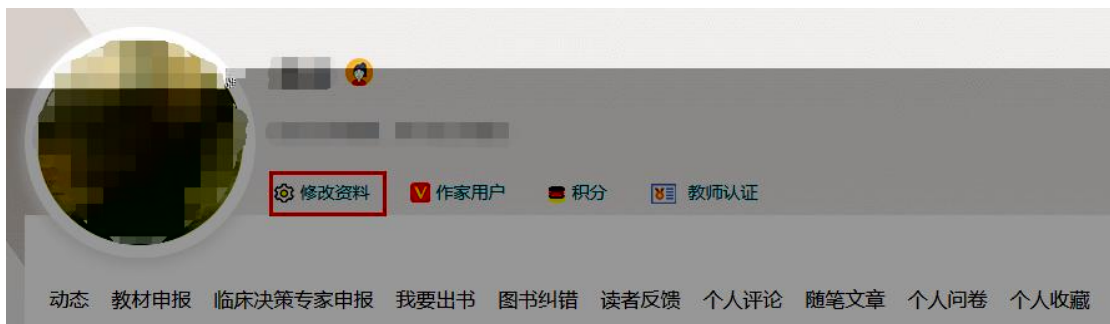 修改资料 V 作家用户 积分 教师认证
动态 教材申报 临床决策专家申报 我要出书 图书纠错 读者反馈 个人评论 随笔文章 个人问卷 个人收藏